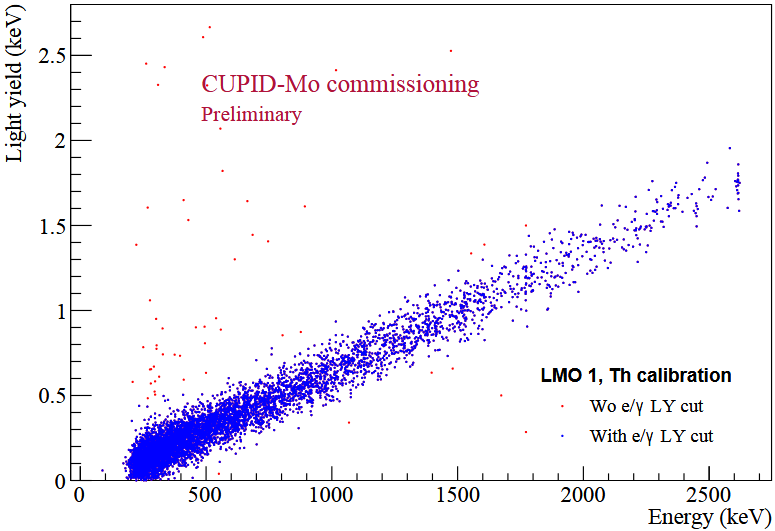 Light yield (keV)
2.5
2
1.5
1
0.5
0
CUPID-Mo commissioning
Preliminary
LMO 1, Th calibration
Wo e/γ LY cut
With e/γ LY cut
0 500 1000 1500 2000 2500
Energy (keV)